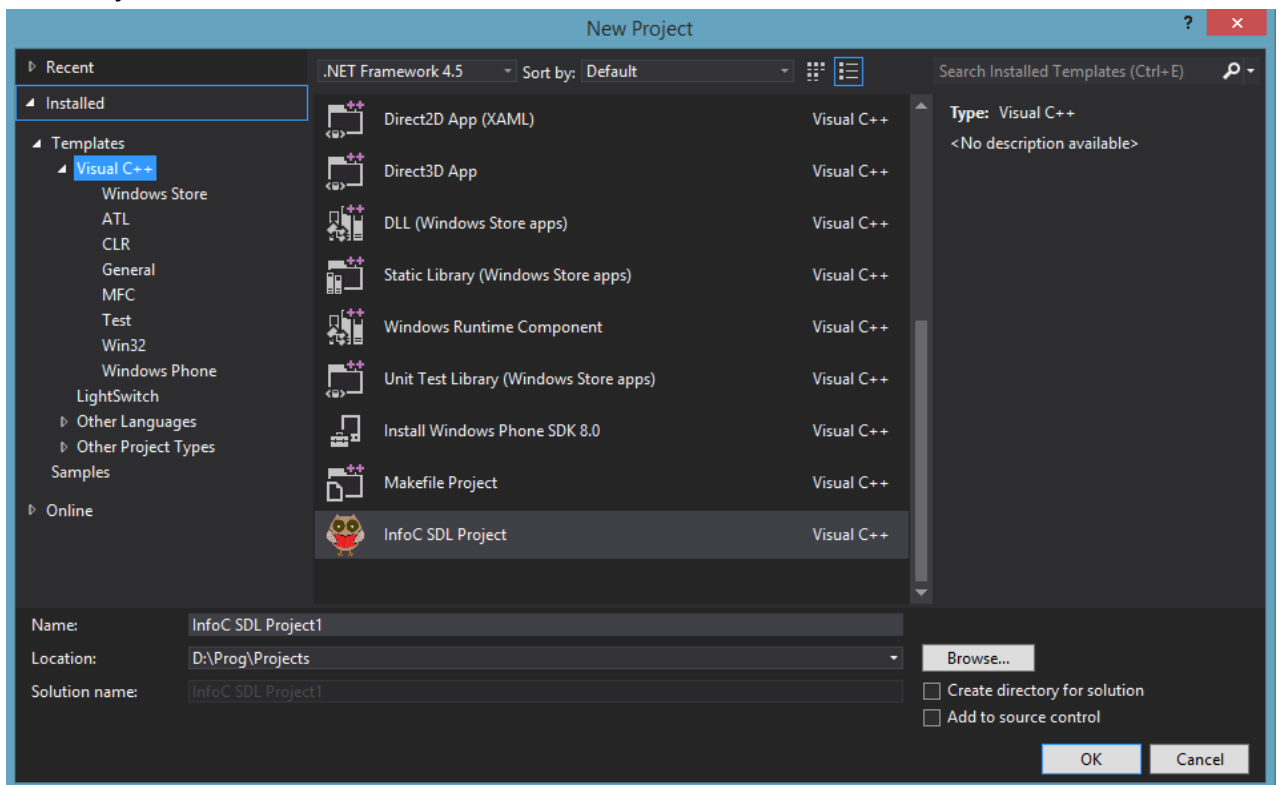 New Project
?
Recent
Installed
Templates
Visual C++
Windows Store
ATL
CLR
General
MFC
Test
Win32
Windows Phone
LightSwitch
Other Languages
Other Project Types
Samples
Online
.NET Framework 4.5 Sort by: Default
Direct2D App (XAML) Visual C++
Direct3D App Visual C++
DLL (Windows Store apps) Visual C++
Static Library (Windows Store apps) Visual C++
Windows Runtime Component Visual C++
Unit Test Library (Windows Store apps) Visual C++
Install Windows Phone SDK 8.0 Visual C++
Makefile Project Visual C++
InfoC SDL Project Visual C++
Search Installed Templates (Ctrl+E)
Type: Visual C++
<No description available>
Name: InfoC SDL Project1
Location: D:\Prog\Projects
Browse...
Solution name: InfoC SDL Project1
Create directory for solution
Add to source control
OK Cancel